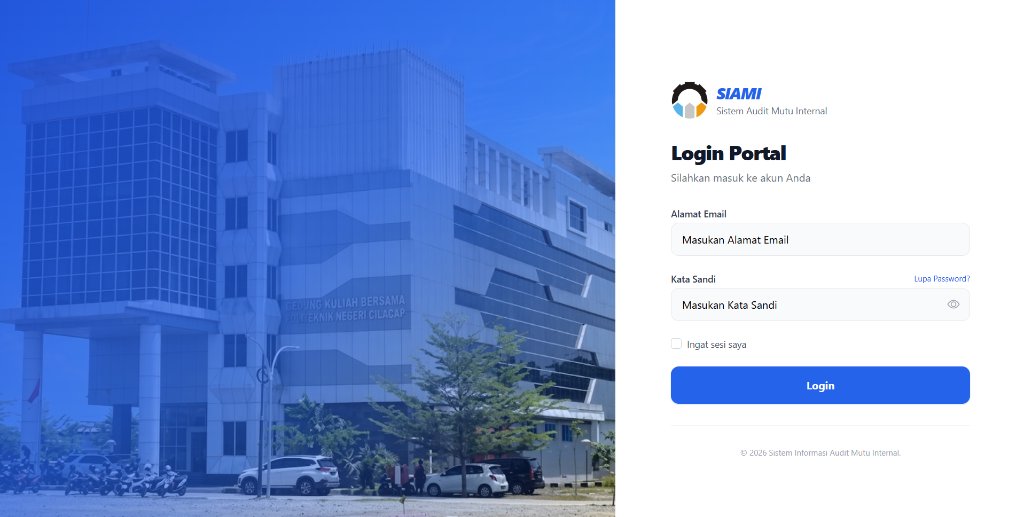 GEDUNG KULIAH BERSAMA
POLITEKNIK NEGERI CILACAP
SIAMI
Sistem Audit Mutu Internal
Login Portal
Silahkan masuk ke akun Anda
Alamat Email
Masukan Alamat Email
Kata Sandi
Lupa Password?
Masukan Kata Sandi
Ingat sesi saya
Login
© 2026 Sistem Informasi Audit Mutu Internal.